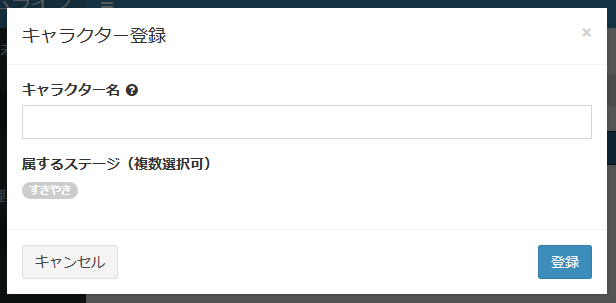 キャラクター登録
×
キャラクター名
属するステージ（複数選択可）
すきやき
キャンセル
登録